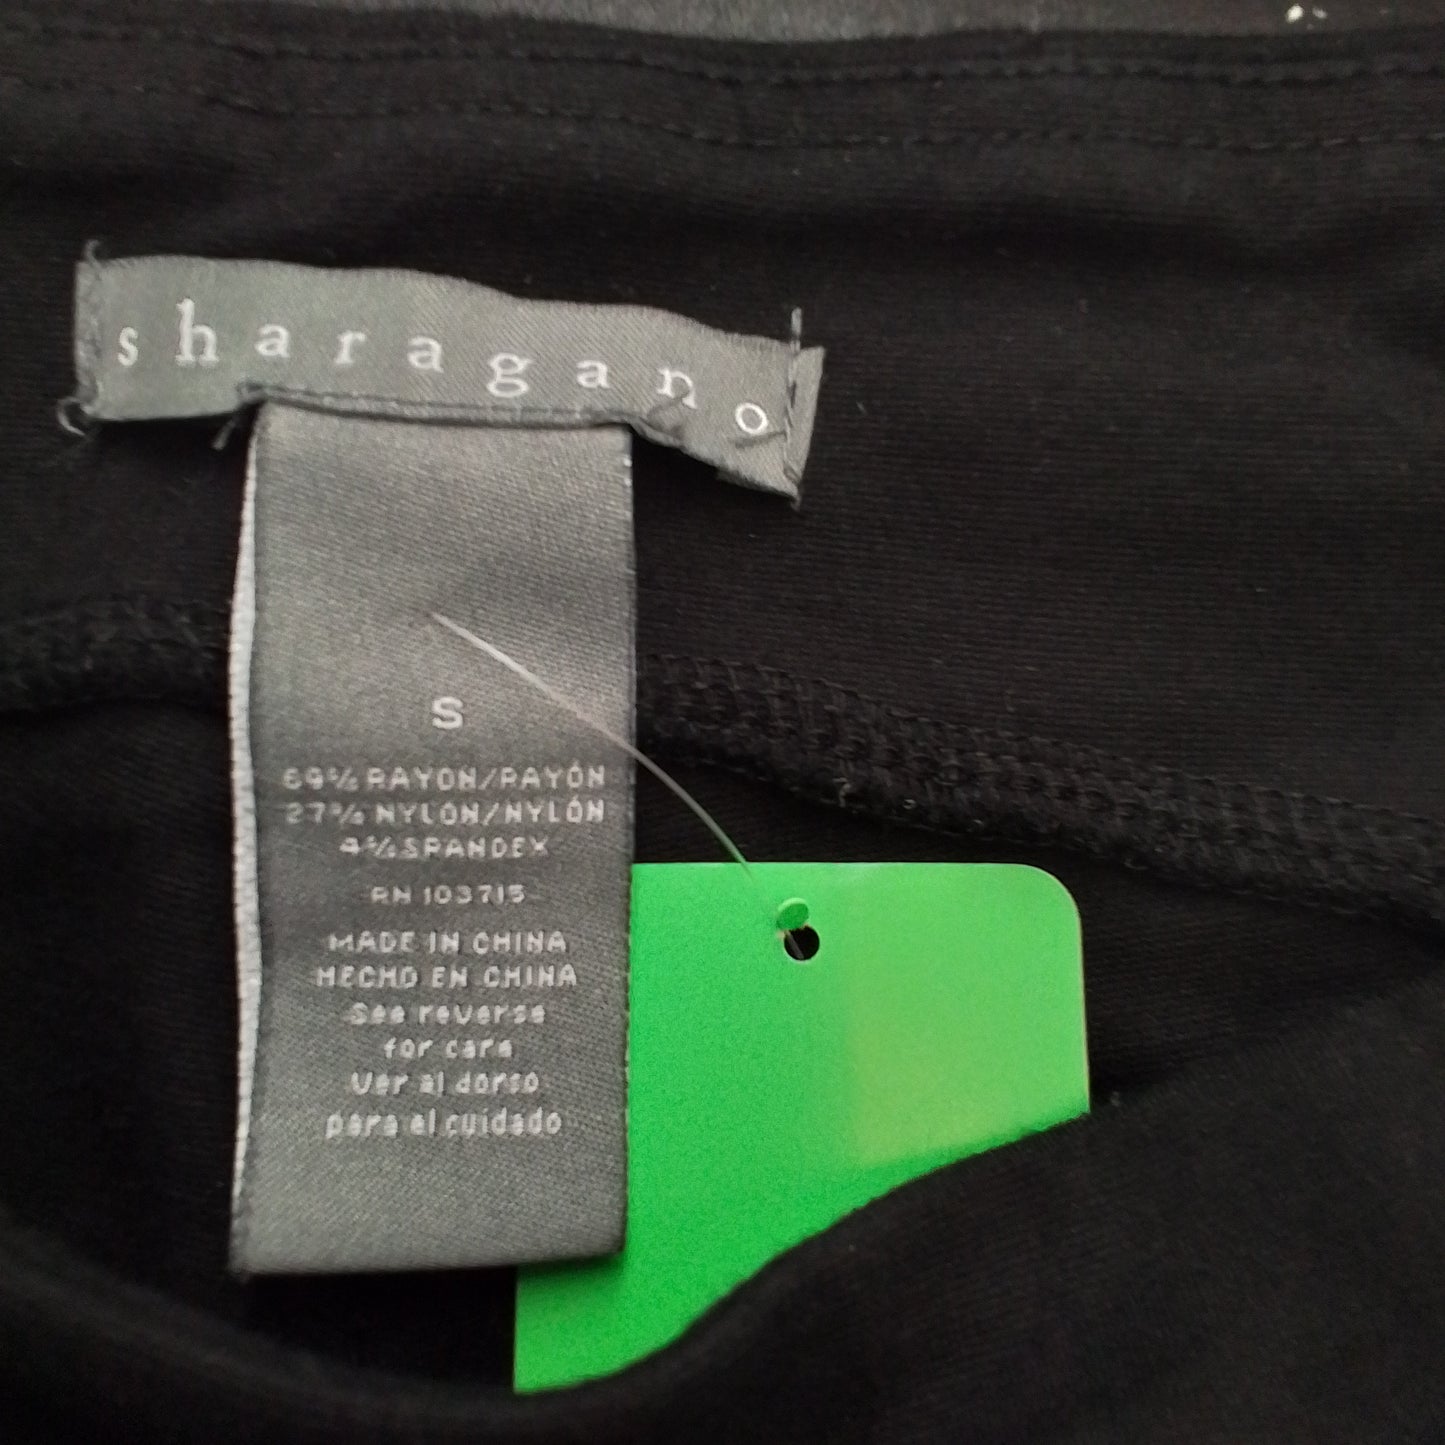 sharagano
S
69% RAYON/RAYÓN
27% NYLON/NYLÓN
4% SPANDEX
RN 103715
MADE IN CHINA
HECHO EN CHINA
See reverse
for care
Ver al dorso
para el cuidado